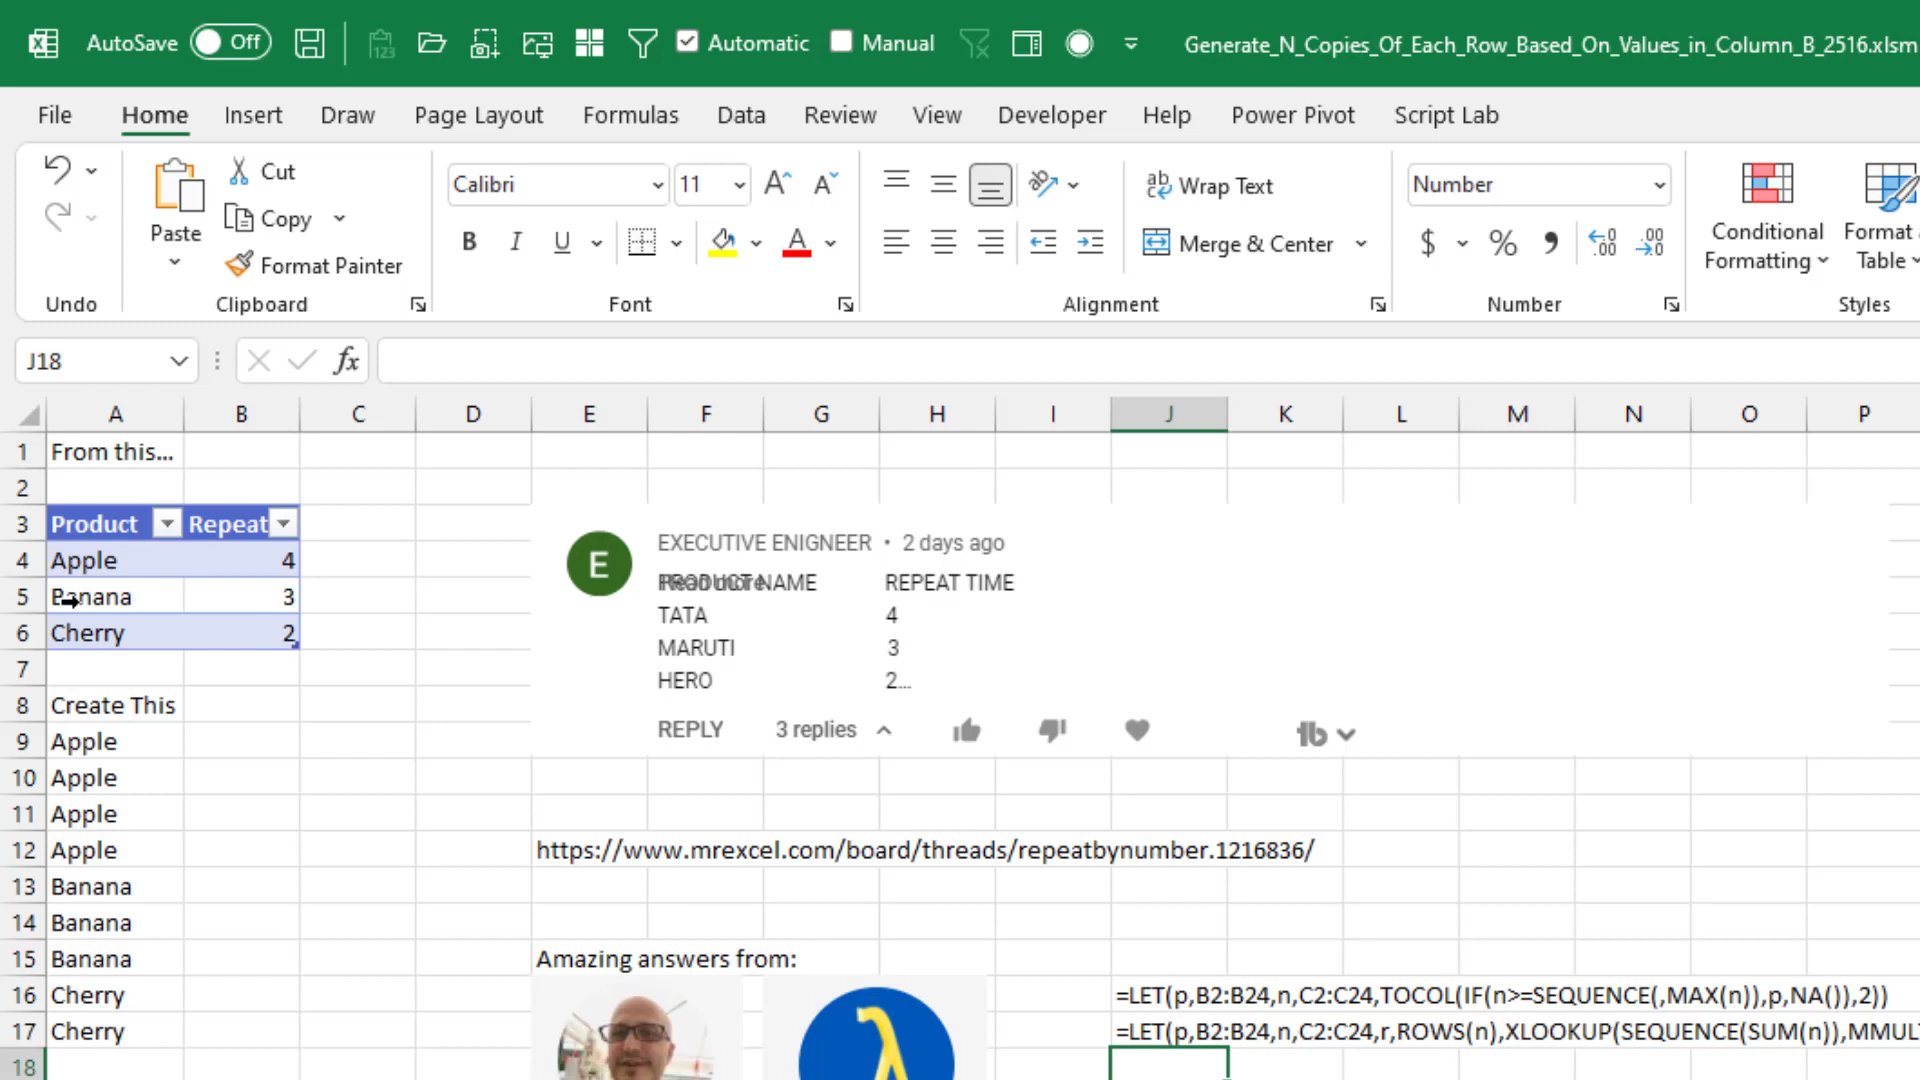 AutoSave Off Automatic Manual Generate_N_Copies_Of_Each_Row_Based_On_Values_in_Column_B_2516.xlsm
File Home Insert Draw Page Layout Formulas Data Review View Developer Help Power Pivot Script Lab
Cut
Copy
Paste
Format Painter
Calibri 11
B I U
Wrap Text
Merge & Center
Number
$ %
Conditional Formatting
Format
Table
Undo Clipboard Font Alignment Number Styles
J18 fx
A B C D E F G H I J K L M N O P
1 From this...
2
3 Product Repeat
4 Apple 4
5 Banana 3
6 Cherry 2
7
8 Create This
9 Apple
10 Apple
11 Apple
12 Apple
13 Banana
14 Banana
15 Banana
16 Cherry
17 Cherry
18
E
EXECUTIVE ENIGNEER • 2 days ago
PRODUCT NAME REPEAT TIME
Read more
TATA 4
MARUTI 3
HERO 2...
REPLY 3 replies
https://www.mrexcel.com/board/threads/repeatbynumber.1216836/
Amazing answers from:
=LET(p,B2:B24,n,C2:C24,TOCOL(IF(n>=SEQUENCE(,MAX(n)),p,NA()),2))
=LET(p,B2:B24,n,C2:C24,r,ROWS(n),XLOOKUP(SEQUENCE(SUM(n)),MMULT
λ